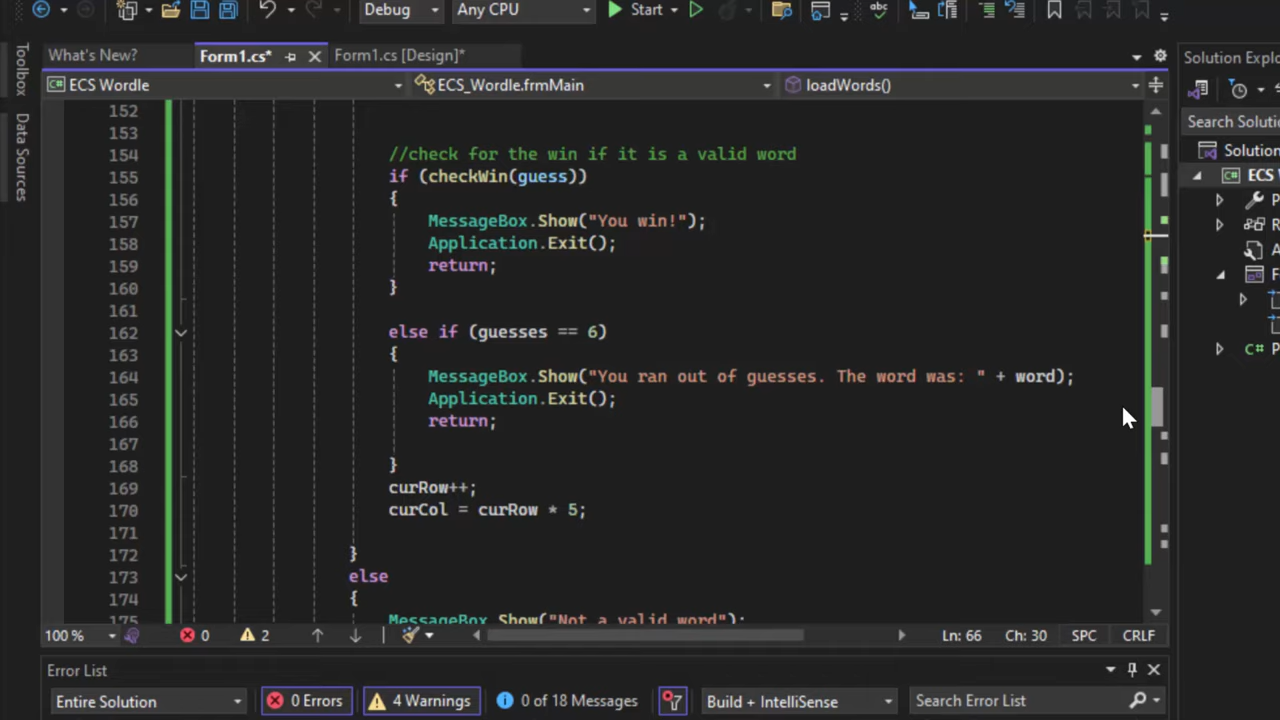 Debug Any CPU Start
What's New? Form1.cs* Form1.cs [Design]*
Solution Explo
Toolbox
Data Sources
ECS Wordle ECS_Wordle.frmMain loadWords()
Search Solutio
Solution
ECS W
152
153
154 //check for the win if it is a valid word
155 if (checkWin(guess))
156 {
157 MessageBox.Show("You win!");
158 Application.Exit();
159 return;
160 }
161
162 else if (guesses == 6)
163 {
164 MessageBox.Show("You ran out of guesses. The word was: " + word);
165 Application.Exit();
166 return;
167
168 }
169 curRow++;
170 curCol = curRow * 5;
171
172 }
173 else
174 {
175 MessageBox.Show("Not a valid word");
P
R
A
F
C# P
100 % 0 2 Ln: 66 Ch: 30 SPC CRLF
Error List
Entire Solution 0 Errors 4 Warnings 0 of 18 Messages Build + IntelliSense Search Error List